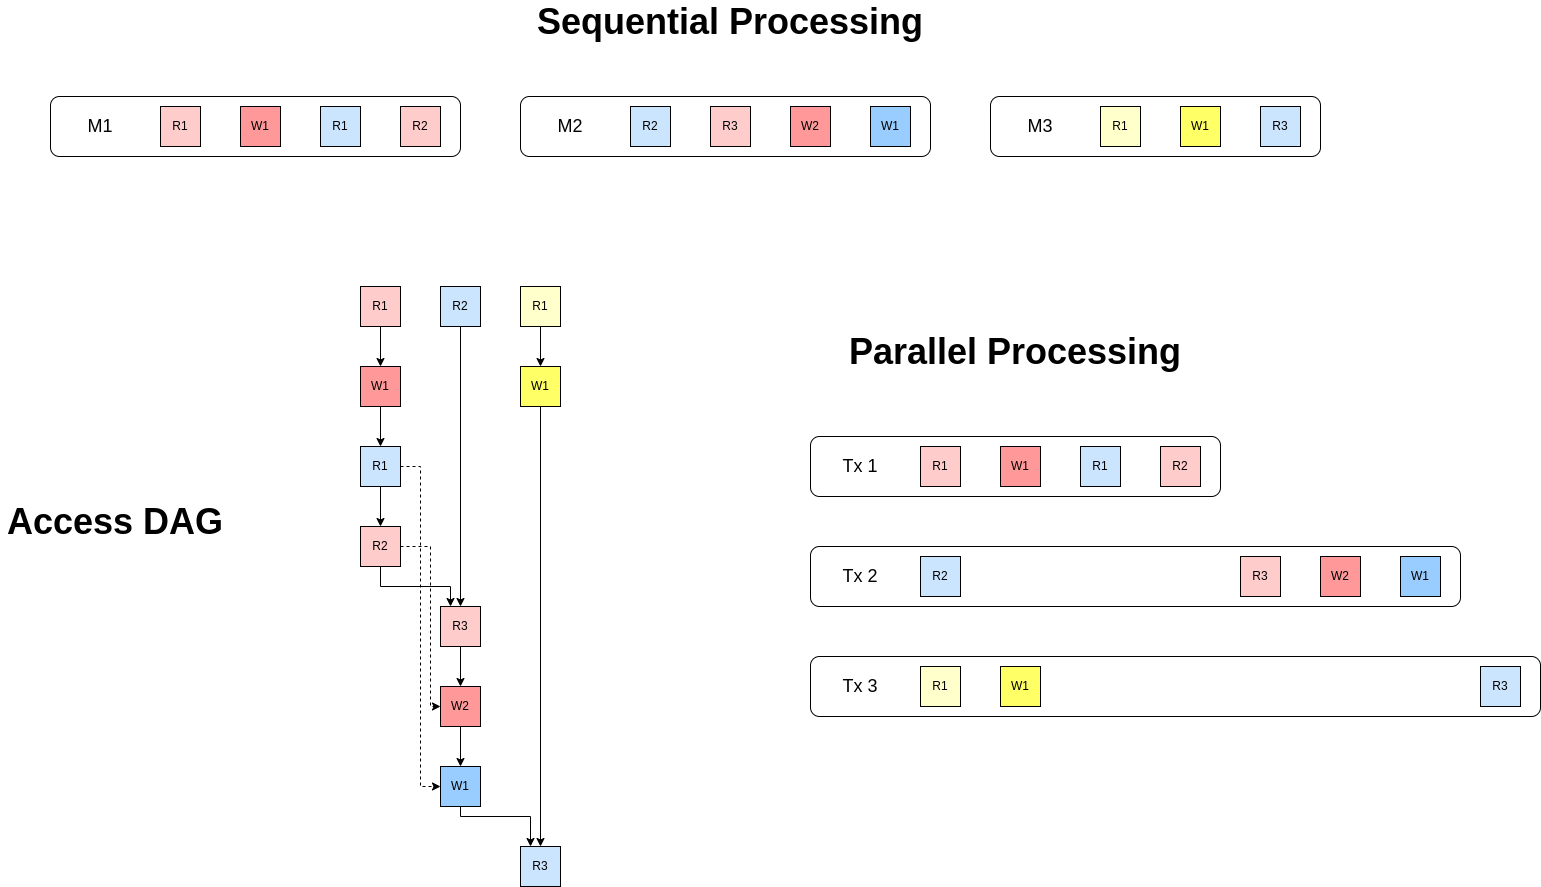 Sequential Processing
M1 R1 W1 R1 R2 M2 R2 R3 W2 W1 M3 R1 W1 R3
R1 R2 R1
Parallel Processing
W1 W1
Tx 1 R1 W1 R1 R2
R1
Access DAG
R2
Tx 2 R2 R3 W2 W1
R3
Tx 3 R1 W1 R3
W2
W1
R3